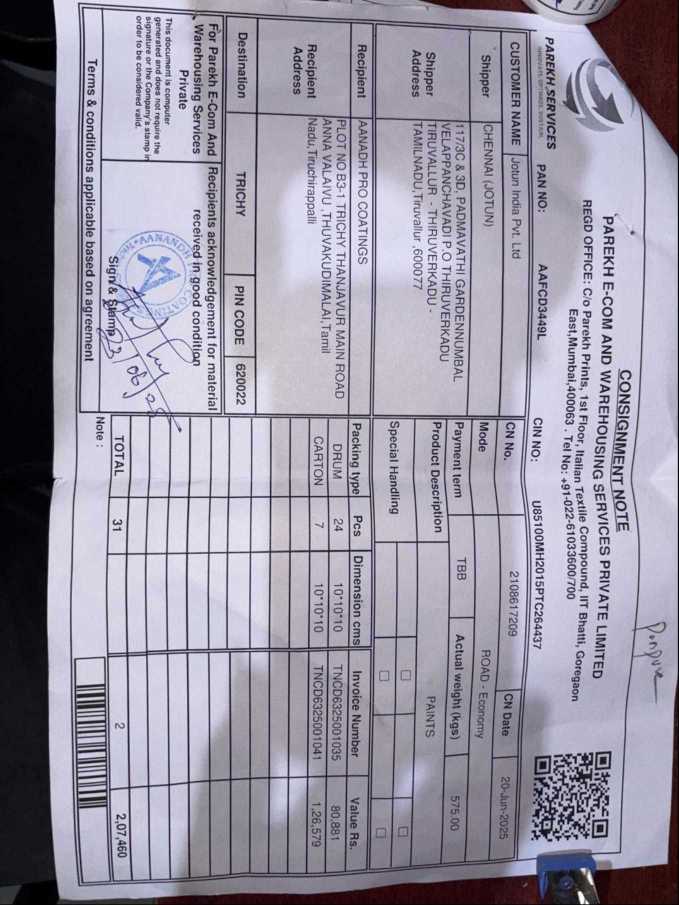 Ponpure
CONSIGNMENT NOTE
PAREKH E-COM AND WAREHOUSING SERVICES PRIVATE LIMITED
REGD OFFICE: C/o Parekh Prints, 1st Floor, Italian Textile Compound, IIT Bhatti, Goregaon
East,Mumbai,400063 . Tel No: +91-022-61033600/700
PAREKH SERVICES
PAN NO: AAFCD3449L CIN NO: U85100MH2015PTC264437
CUSTOMER NAME Jotun India Pvt. Ltd CN No. 2108617209 CN Date 20-Jun-2025
Shipper CHENNAI (JOTUN) Mode ROAD - Economy
Shipper Address
117/3C & 3D, PADMAVATHI GARDENNUMBAL
VELAPPANCHAVADI P.O THIRUVERKADU
TIRUVALLUR - THIRUVERKADU -
TAMILNADU,Tiruvallur ,600077
Payment term TBB Actual weight (kgs) 575.00
Product Description PAINTS
Special Handling
Recipient AANADH PRO COATINGS
Recipient Address
PLOT NO B3-1 TRICHY THANJAVUR MAIN ROAD
ANNA VALAIVU ,THUVAKUDIMALAI,Tamil
Nadu,Tiruchirappalli
Packing type Pcs Dimension cms Invoice Number Value Rs.
DRUM 24 10*10*10 TNCD6325001035 80,881
CARTON 7 10*10*10 TNCD6325001041 1,26,579
Destination TRICHY PIN CODE 620022
For Parekh E-Com And
Warehousing Services
Private
Recipients acknowledgement for material
received in good condition
This document is computer
generated and does not require the
signature or the Company's stamp in
order to be considered valid.
AANADH
Sign & Stamp
TOTAL 31 2 2,07,460
Terms & conditions applicable based on agreement
Note :